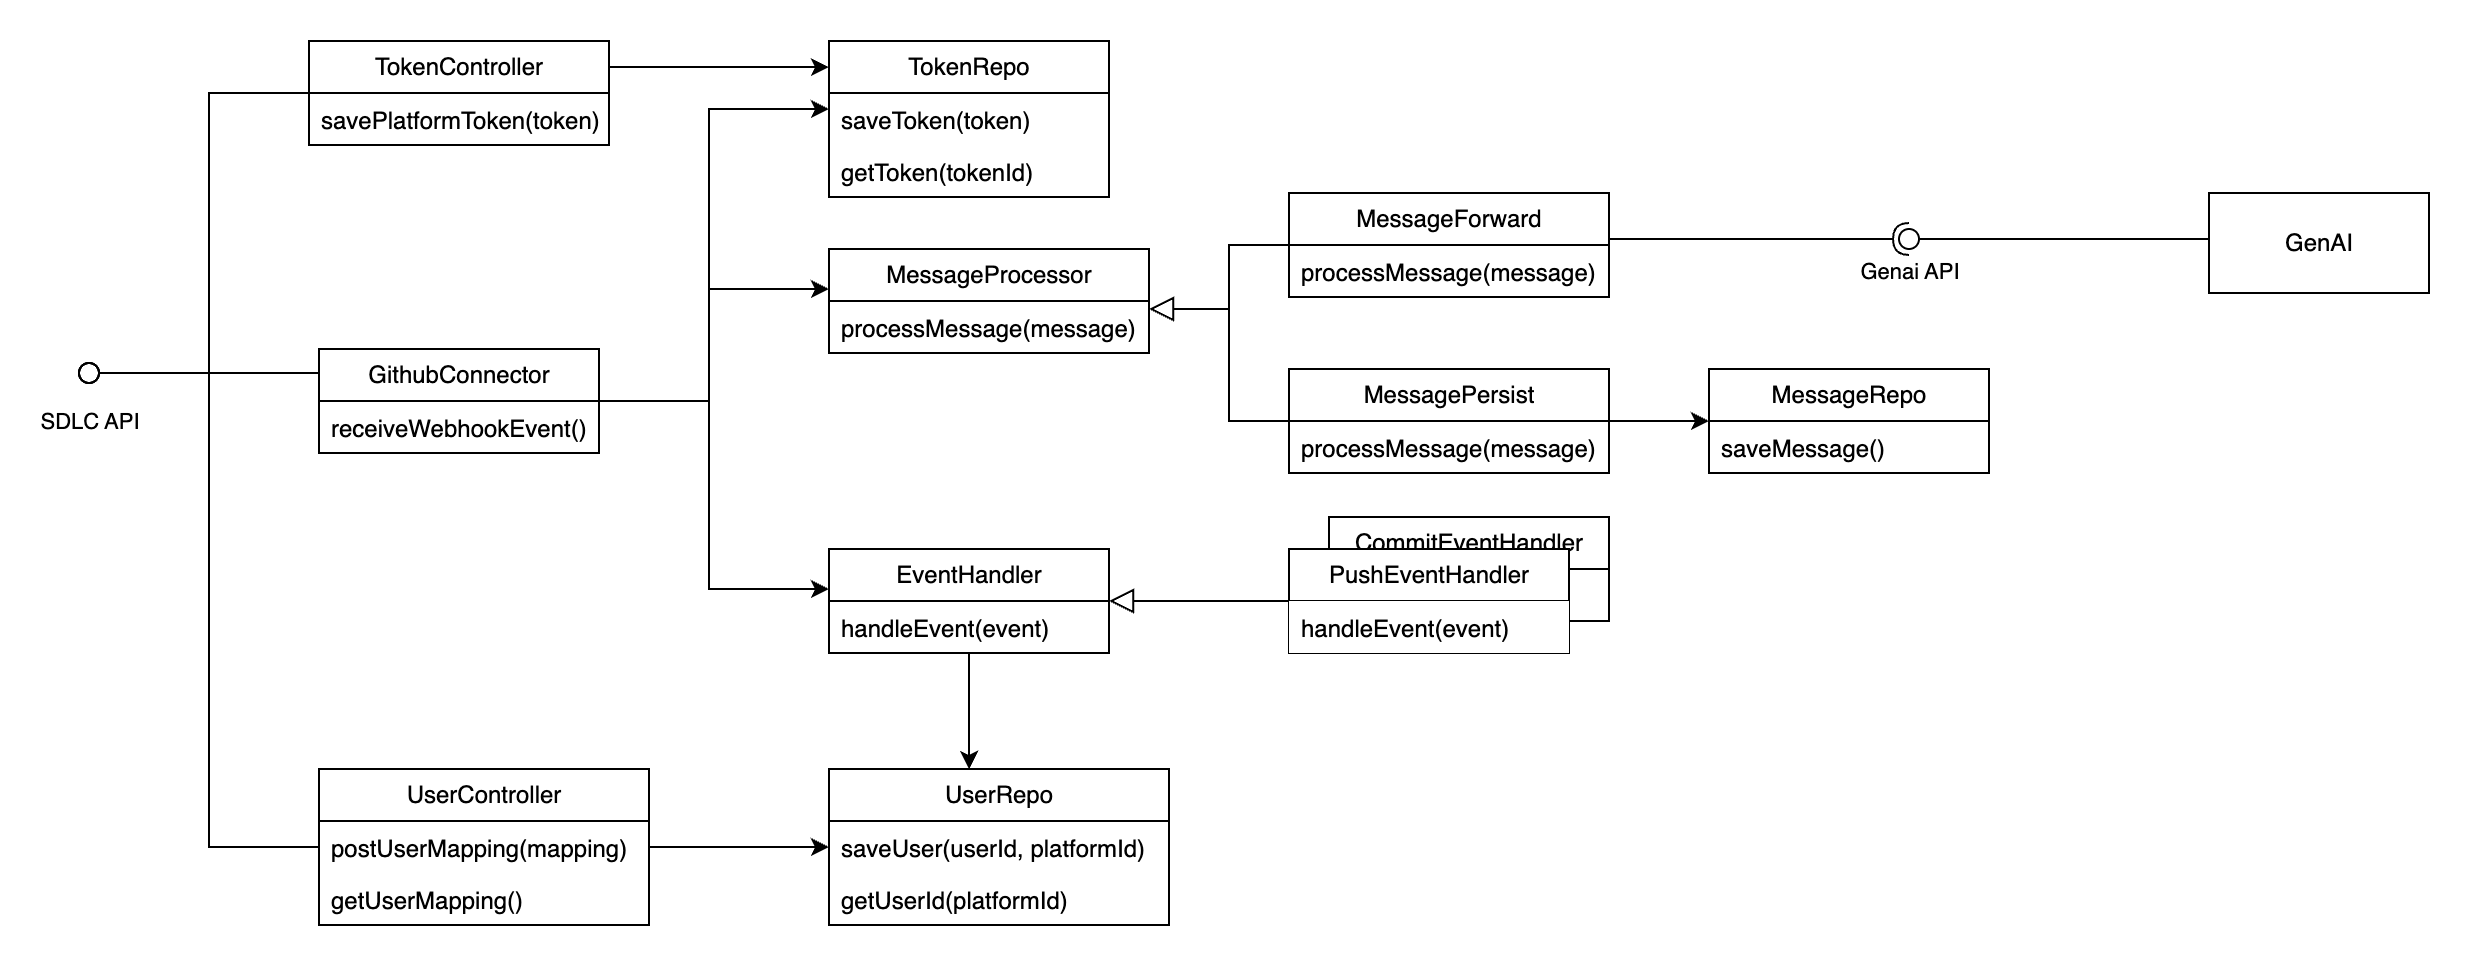 TokenController
savePlatformToken(token)
TokenRepo
saveToken(token)
getToken(tokenId)
MessageForward
processMessage(message)
Genai API
GenAI
MessageProcessor
processMessage(message)
SDLC API
GithubConnector
receiveWebhookEvent()
MessagePersist
processMessage(message)
MessageRepo
saveMessage()
CommitEventHandler
EventHandler
handleEvent(event)
PushEventHandler
handleEvent(event)
UserController
postUserMapping(mapping)
getUserMapping()
UserRepo
saveUser(userId, platformId)
getUserId(platformId)